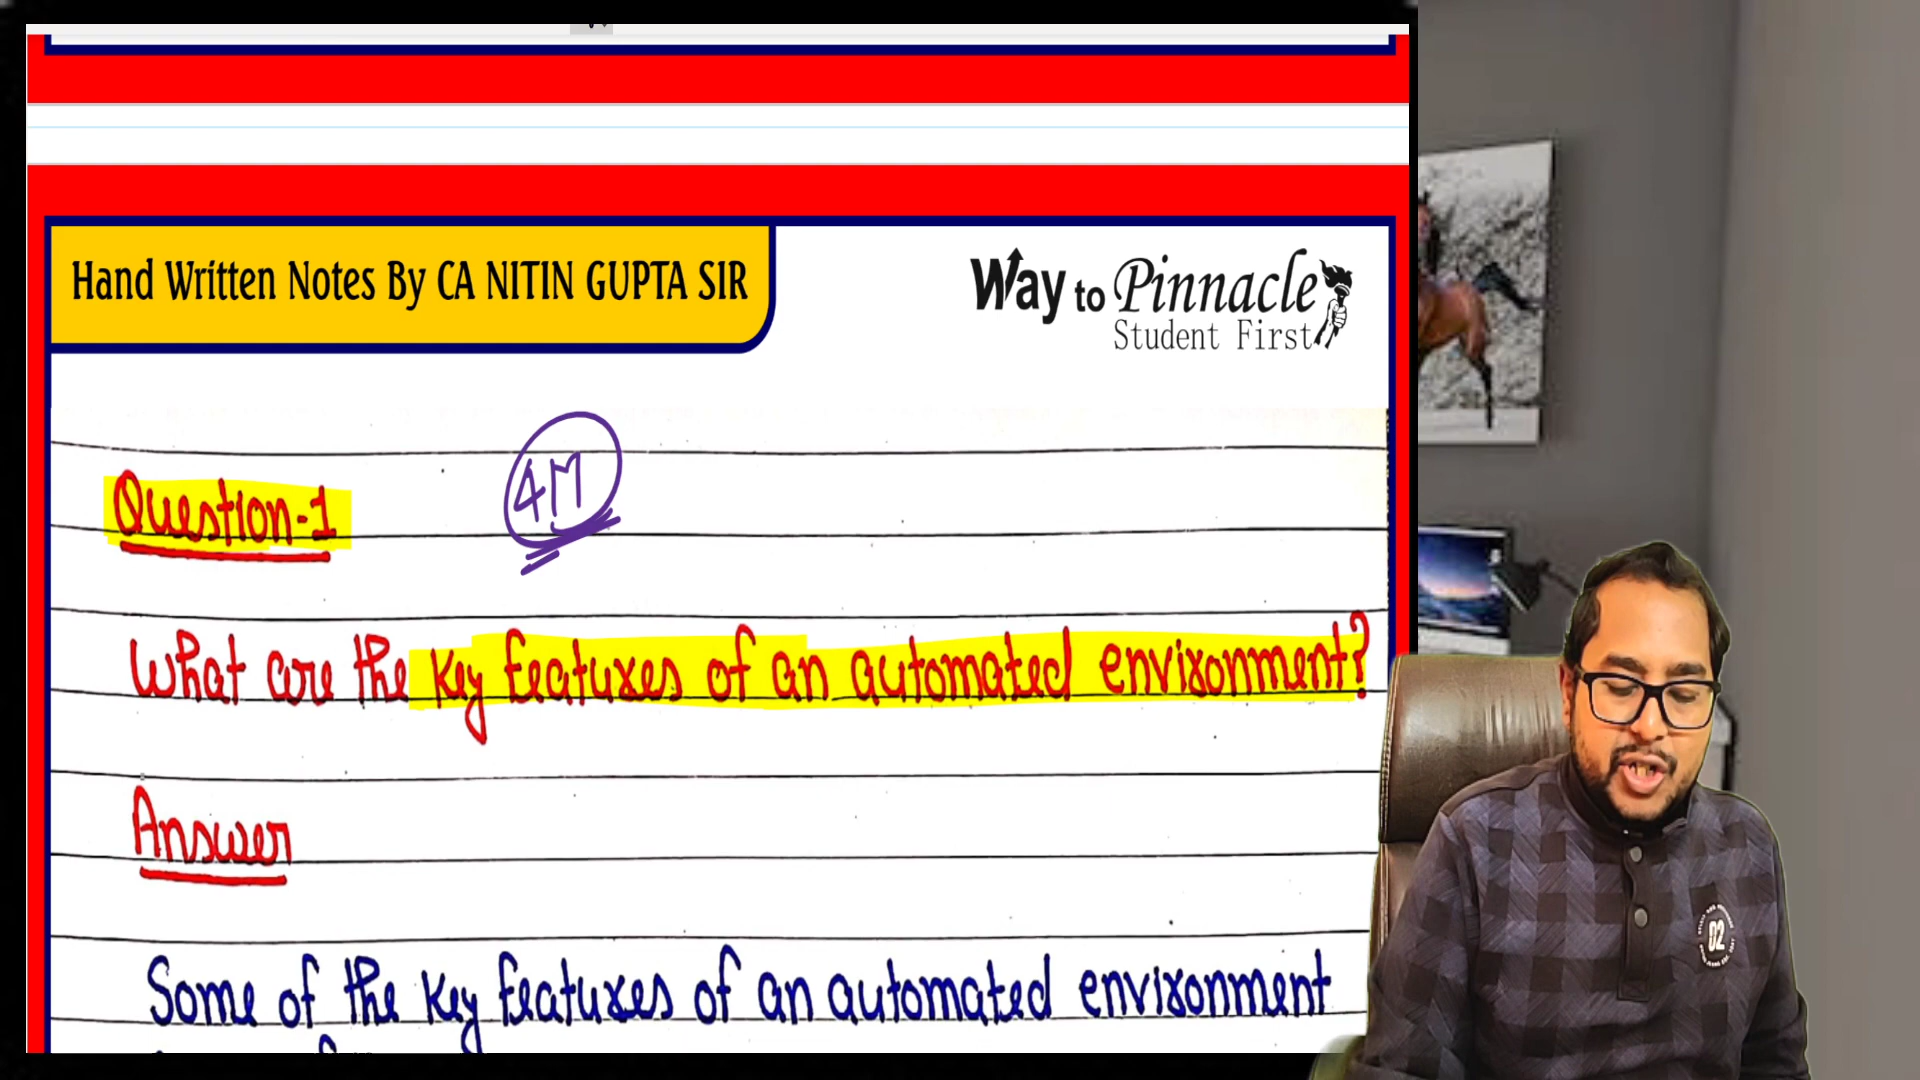 Hand Written Notes By CA NITIN GUPTA SIR
Way to Pinnacle
Student First
4M
Question-1
What are the key features of an automated environment?
Answer
Some of the key features of an automated environment
02